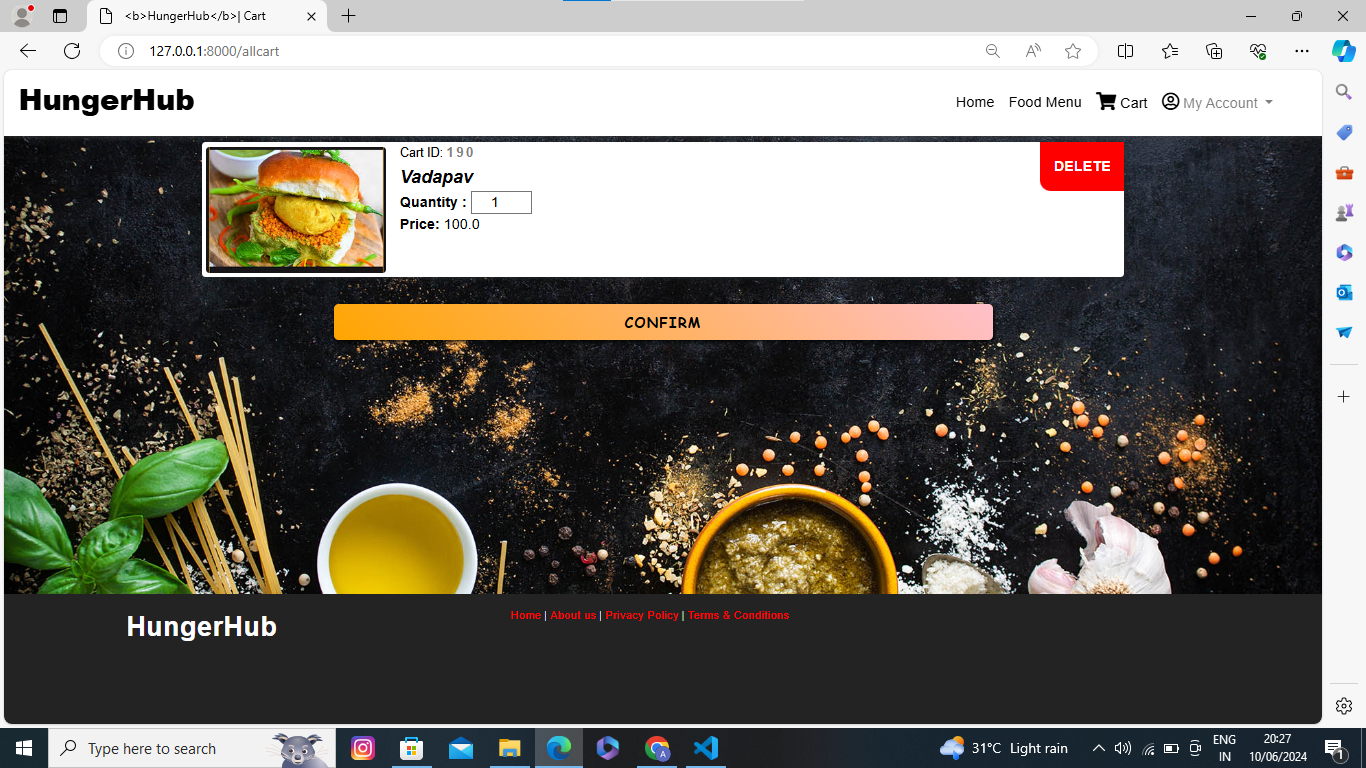 <b>HungerHub</b>| Cart
127.0.0.1:8000/allcart
HungerHub
Home Food Menu Cart My Account
Cart ID: 190
DELETE
Vadapav
Quantity : 1
Price: 100.0
CONFIRM
HungerHub
Home | About us | Privacy Policy | Terms & Conditions
Type here to search
31°C Light rain
ENG
IN
20:27
10/06/2024
1